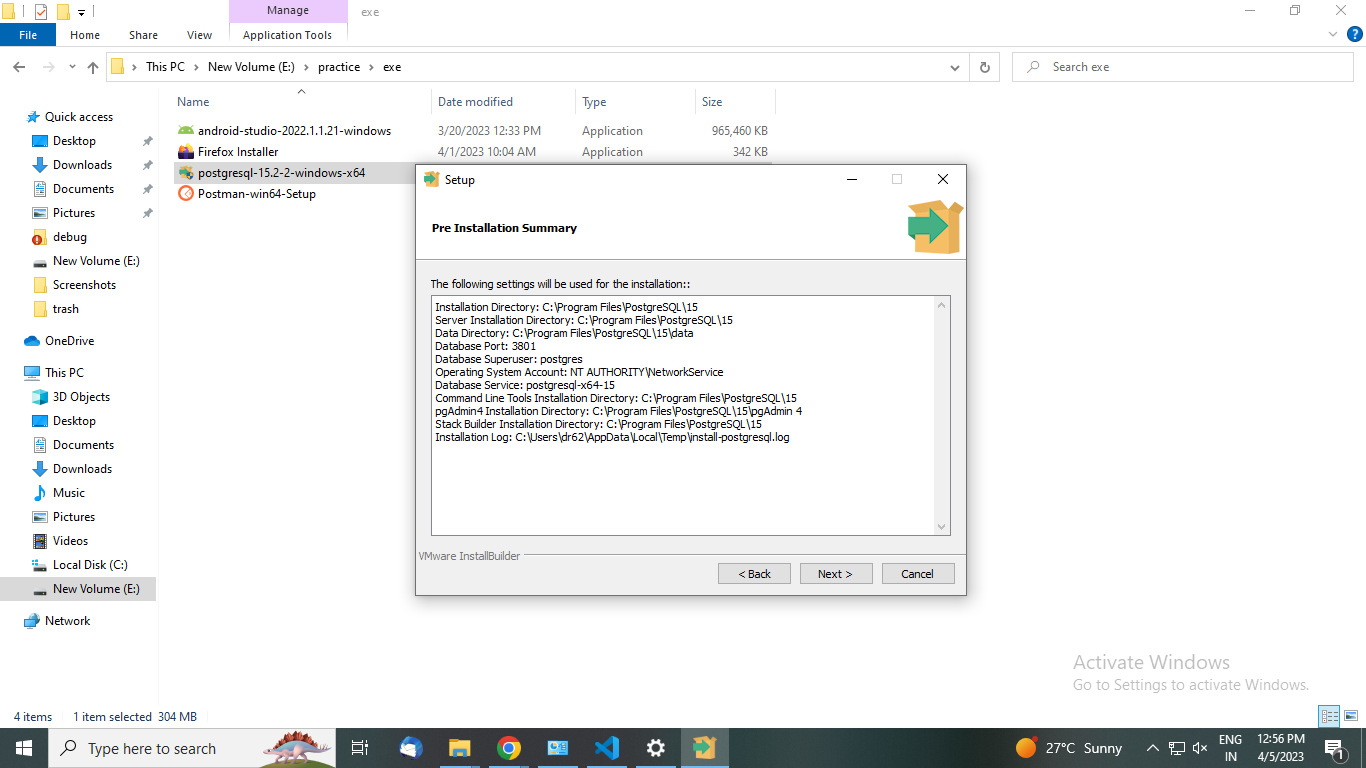 Manage
exe
File
Home
Share
View
Application Tools
This PC > New Volume (E:) > practice > exe
Search exe
Name
Date modified
Type
Size
Quick access
Desktop
Downloads
Documents
Pictures
debug
New Volume (E:)
Screenshots
trash
OneDrive
This PC
3D Objects
Desktop
Documents
Downloads
Music
Pictures
Videos
Local Disk (C:)
New Volume (E:)
Network
android-studio-2022.1.1.21-windows 3/20/2023 12:33 PM Application 965,460 KB
Firefox Installer 4/1/2023 10:04 AM Application 342 KB
postgresql-15.2-2-windows-x64
Postman-win64-Setup
Setup
Pre Installation Summary
The following settings will be used for the installation::
Installation Directory: C:\Program Files\PostgreSQL\15
Server Installation Directory: C:\Program Files\PostgreSQL\15
Data Directory: C:\Program Files\PostgreSQL\15\data
Database Port: 3801
Database Superuser: postgres
Operating System Account: NT AUTHORITY\NetworkService
Database Service: postgresql-x64-15
Command Line Tools Installation Directory: C:\Program Files\PostgreSQL\15
pgAdmin4 Installation Directory: C:\Program Files\PostgreSQL\15\pgAdmin 4
Stack Builder Installation Directory: C:\Program Files\PostgreSQL\15
Installation Log: C:\Users\dr62\AppData\Local\Temp\install-postgresql.log
VMware InstallBuilder
< Back
Next >
Cancel
Activate Windows
Go to Settings to activate Windows.
4 items
1 item selected 304 MB
Type here to search
27°C Sunny
ENG
IN
12:56 PM
4/5/2023
1